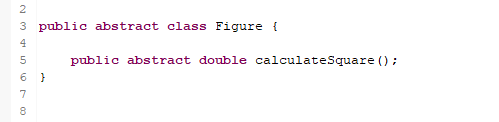 2
3 public abstract class Figure {
4
5     public abstract double calculateSquare();
6 }
7
8